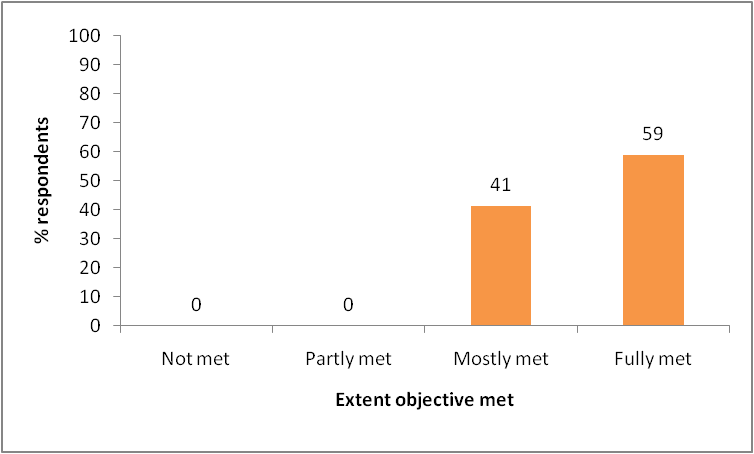 100
90
80
70
60
50
40
30
20
10
0
% respondents
0
0
41
59
Not met
Partly met
Mostly met
Fully met
Extent objective met